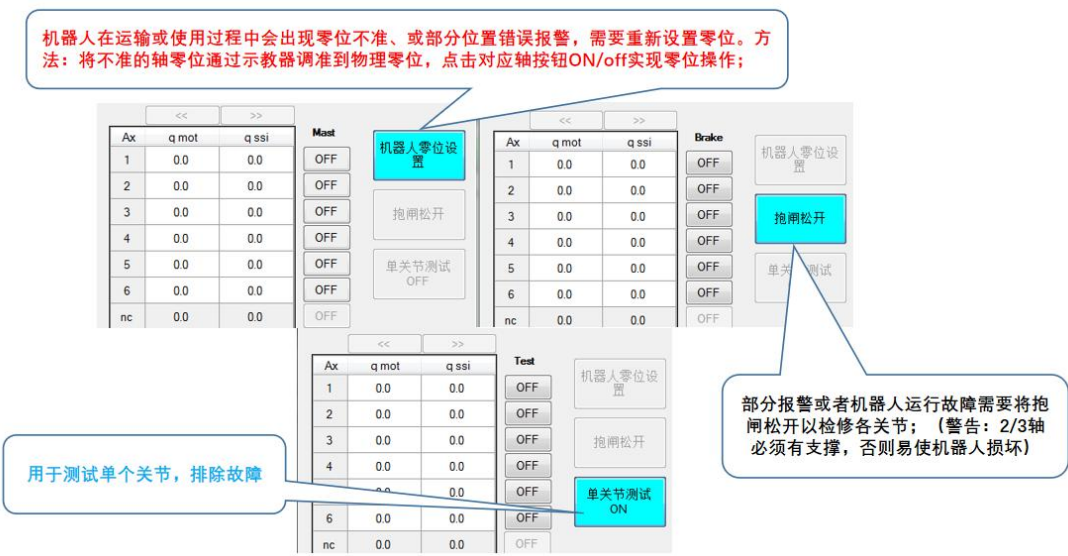 机器人在运输或使用过程中会出现零位不准、或部分位置错误报警，需要重新设置零位。方
法：将不准的轴零位通过示教器调准到物理零位，点击对应轴按钮ON/off实现零位操作；
<< >>
Ax q mot q ssi Mast
1 0.0 0.0 OFF
2 0.0 0.0 OFF
3 0.0 0.0 OFF
4 0.0 0.0 OFF
5 0.0 0.0 OFF
6 0.0 0.0 OFF
nc 0.0 0.0 OFF
机器人零位设
置
抱闸松开
单关节测试
OFF
<< >>
Ax q mot q ssi Brake
1 0.0 0.0 OFF
2 0.0 0.0 OFF
3 0.0 0.0 OFF
4 0.0 0.0 OFF
5 0.0 0.0 OFF
6 0.0 0.0 OFF
nc 0.0 0.0 OFF
机器人零位设
置
抱闸松开
单关 测试
部分报警或者机器人运行故障需要将抱
闸松开以检修各关节；（警告：2/3轴
必须有支撑，否则易使机器人损坏）
<< >>
Ax q mot q ssi Test
1 0.0 0.0 OFF
2 0.0 0.0 OFF
3 0.0 0.0 OFF
4 0.0 0.0 OFF
0.0 OFF
6 0.0 0.0 OFF
nc 0.0 0.0 OFF
机器人零位设
置
抱闸松开
单关节测试
ON
用于测试单个关节，排除故障